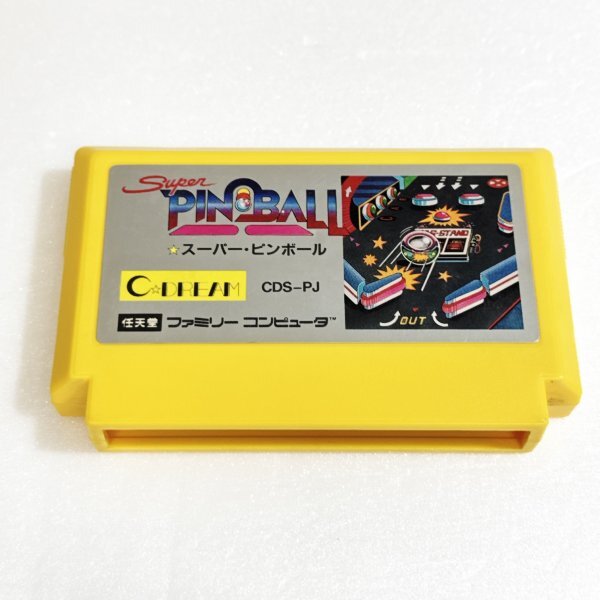 Super
PINBALL
☆スーパー・ピンボール
C☆DREAM CDS-PJ
任天堂 ファミリー コンピュータ™
OUT